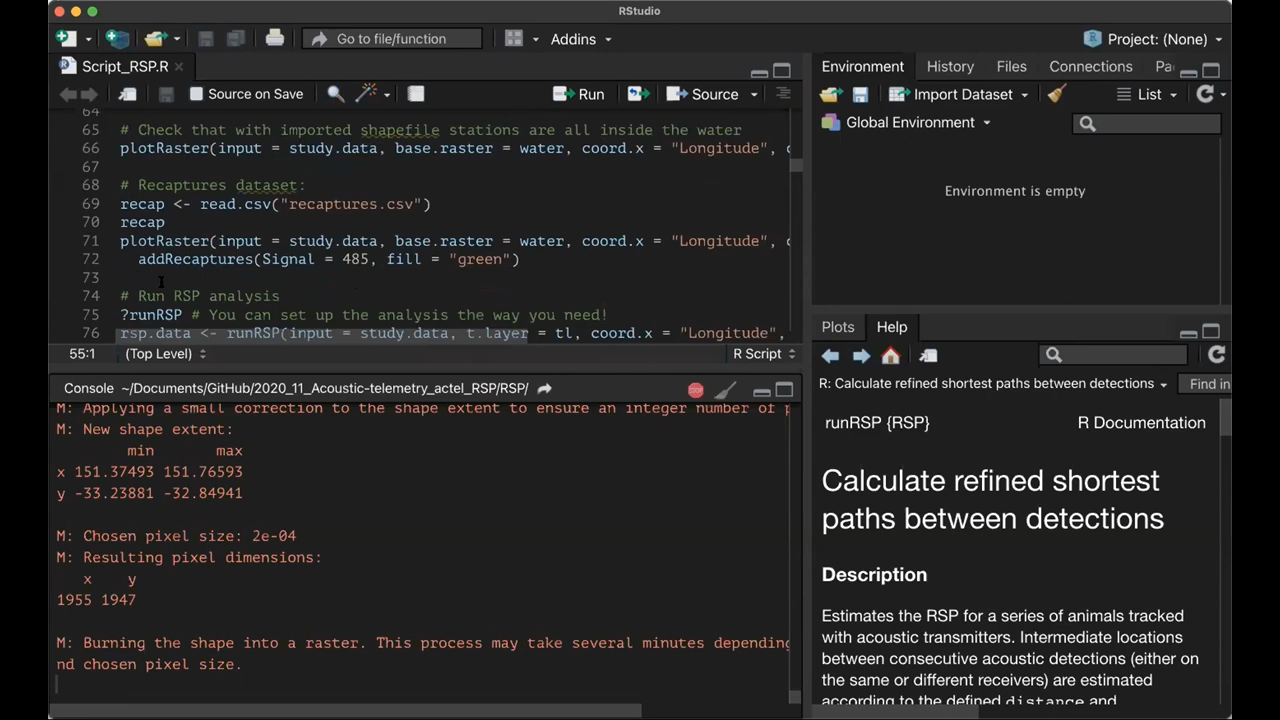 RStudio
Go to file/function
Addins
Project: (None)
Script_RSP.R
Source on Save
Run
Source
64
65 # Check that with imported shapefile stations are all inside the water
66 plotRaster(input = study.data, base.raster = water, coord.x = "Longitude",
67
68 # Recaptures dataset:
69 recap <- read.csv("recaptures.csv")
70 recap
71 plotRaster(input = study.data, base.raster = water, coord.x = "Longitude",
72 addRecaptures(Signal = 485, fill = "green")
73
74 # Run RSP analysis
75 ?runRSP # You can set up the analysis the way you need!
76 rsp.data <- runRSP(input = study.data, t.layer = tl, coord.x = "Longitude",
55:1 (Top Level) R Script
Console ~/Documents/GitHub/2020_11_Acoustic-telemetry_actel_RSP/RSP/
M: Applying a small correction to the shape extent to ensure an integer number of p
M: New shape extent:
min max
x 151.37493 151.76593
y -33.23881 -32.84941
M: Chosen pixel size: 2e-04
M: Resulting pixel dimensions:
x y
1955 1947
M: Burning the shape into a raster. This process may take several minutes depending
nd chosen pixel size.
Environment History Files Connections Pa
Import Dataset List
Global Environment
Environment is empty
Plots Help
R: Calculate refined shortest paths between detections Find in
runRSP {RSP} R Documentation
Calculate refined shortest
paths between detections
Description
Estimates the RSP for a series of animals tracked
with acoustic transmitters. Intermediate locations
between consecutive acoustic detections (either on
the same or different receivers) are estimated
according to the defined distance and